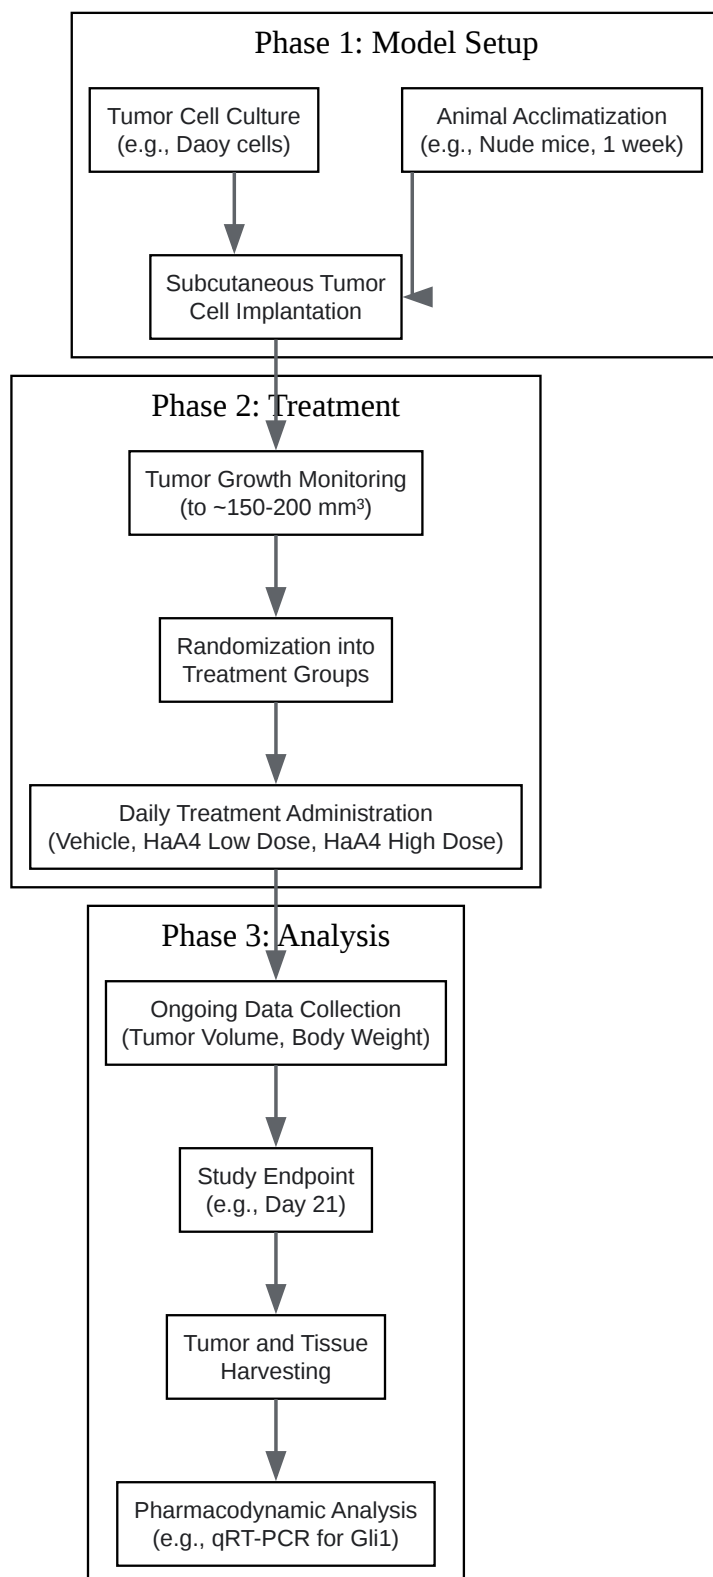 Phase 1: Model Setup
Tumor Cell Culture
(e.g., Daoy cells)
Animal Acclimatization
(e.g., Nude mice, 1 week)
Subcutaneous Tumor
Cell Implantation
Phase 2: Treatment
Tumor Growth Monitoring
(to ~150-200 mm³)
Randomization into
Treatment Groups
Daily Treatment Administration
(Vehicle, HaA4 Low Dose, HaA4 High Dose)
Phase 3: Analysis
Ongoing Data Collection
(Tumor Volume, Body Weight)
Study Endpoint
(e.g., Day 21)
Tumor and Tissue
Harvesting
Pharmacodynamic Analysis
(e.g., qRT-PCR for Gli1)